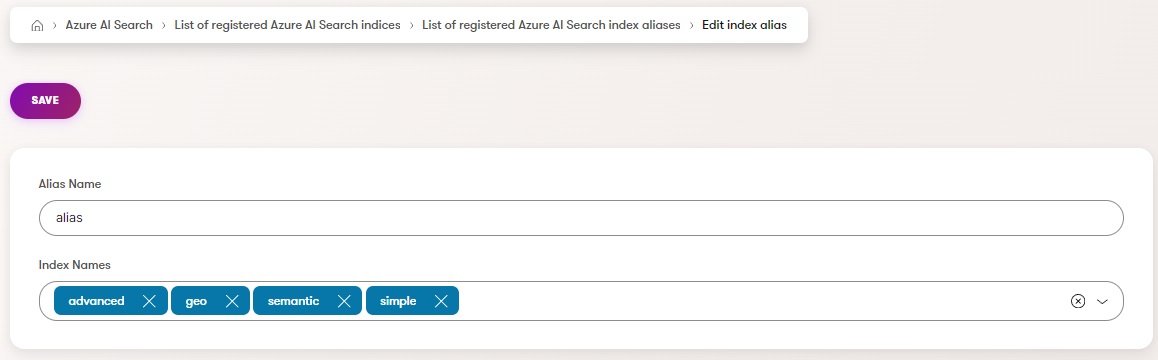 Azure AI Search › List of registered Azure AI Search indices › List of registered Azure AI Search index aliases › Edit index alias
SAVE
Alias Name
alias
Index Names
advanced geo semantic simple